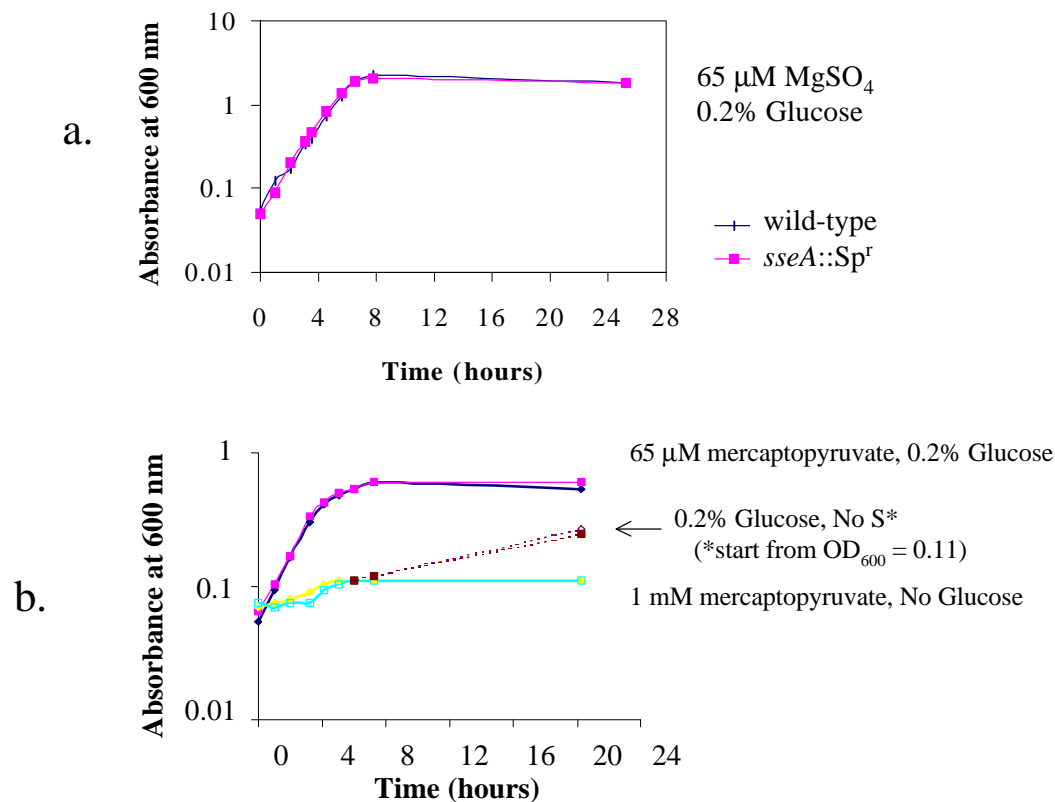 a.
Absorbance at 600 nm
10
1
0.1
0.01
0 4 8 12 16 20 24 28
Time (hours)
65 μM MgSO₄
0.2% Glucose
wild-type
sseA::Spʳ
b.
Absorbance at 600 nm
1
0.1
0.01
0 4 8 12 16 20 24
Time (hours)
65 μM mercaptopyruvate, 0.2% Glucose
0.2% Glucose, No S*
(*start from OD₆₀₀ = 0.11)
1 mM mercaptopyruvate, No Glucose